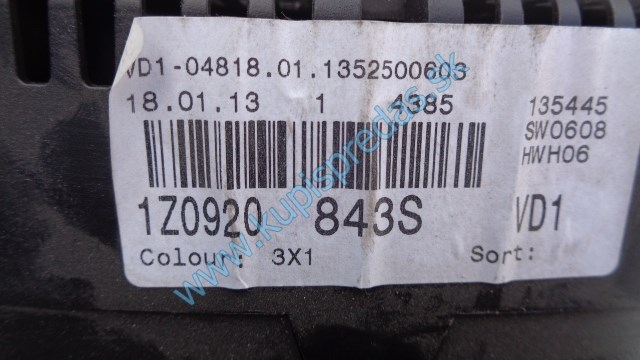 VD1-04818.01.1352500603
18.01.13 1 4385 135445
SW0608
HWH06
1Z0920 843S VD1
Colour: 3X1 Sort:
www.kupispredas.sk